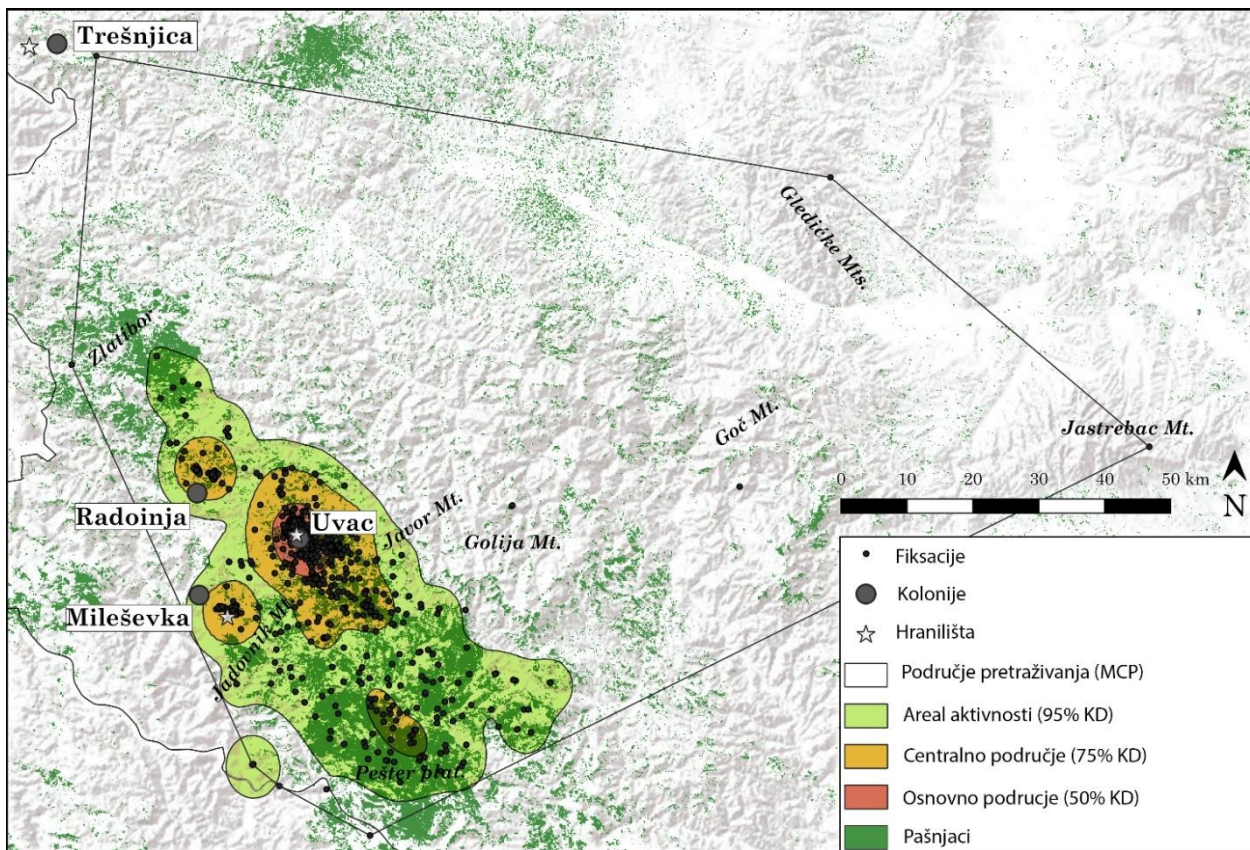 Trešnjica
Gledićke Mts.
Zlatibor
Goč Mt.
Jastrebac Mt.
0 10 20 30 40 50 km
N
Radoinja
Uvac
Javor Mt.
Golija Mt.
Mileševka
Jadovnik Mt.
Pešter plat.
Fiksacije
Kolonije
Hranilišta
Područje pretraživanja (MCP)
Areal aktivnosti (95% KD)
Centralno područje (75% KD)
Osnovno podrucje (50% KD)
Pašnjaci